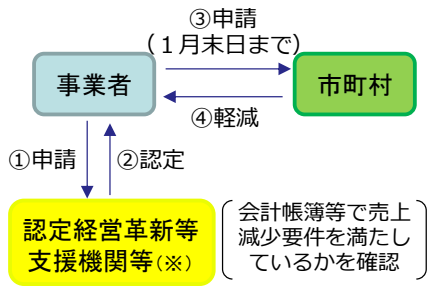 ③申請
（１月末日まで）
事業者
市町村
④軽減
①申請
②認定
認定経営革新等
支援機関等(※)
会計帳簿等で売上
減少要件を満たし
ているかを確認